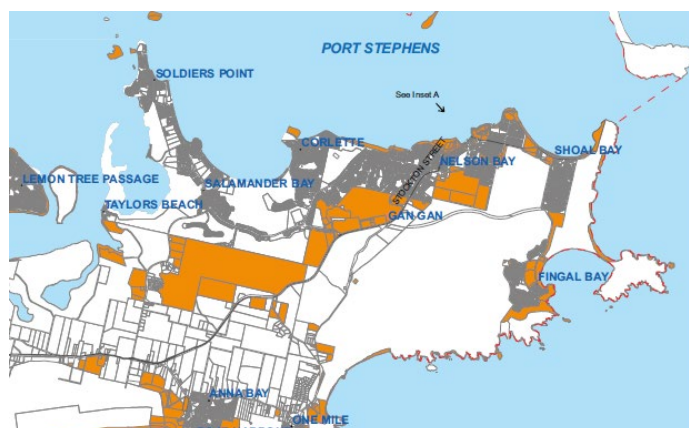 PORT STEPHENS
SOLDIERS POINT
See Inset A
CORLETTE
STOCKTON STREET
NELSON BAY
SHOAL BAY
LEMON TREE PASSAGE
SALAMANDER BAY
TAYLORS BEACH
GAN GAN
FINGAL BAY
ANNA BAY
ONE MILE